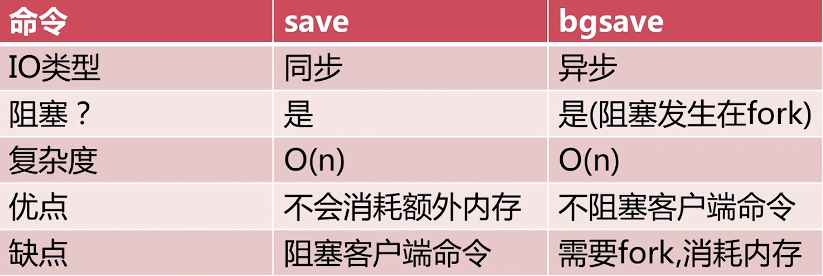 命令 save bgsave
IO类型 同步 异步
阻塞？ 是 是(阻塞发生在fork)
复杂度 O(n) O(n)
优点 不会消耗额外内存 不阻塞客户端命令
缺点 阻塞客户端命令 需要fork,消耗内存